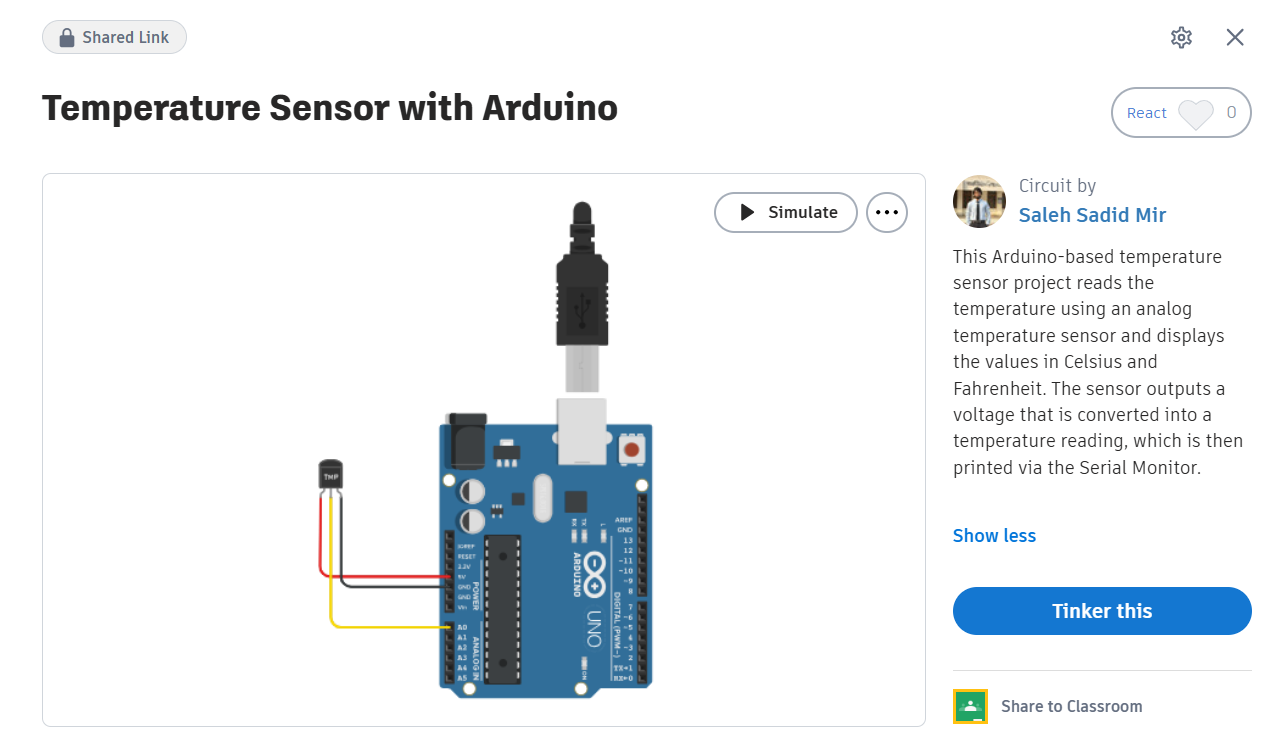 Shared Link
Temperature Sensor with Arduino
React 0
Simulate
Circuit by
Saleh Sadid Mir
This Arduino-based temperature
sensor project reads the
temperature using an analog
temperature sensor and displays
the values in Celsius and
Fahrenheit. The sensor outputs a
voltage that is converted into a
temperature reading, which is then
printed via the Serial Monitor.
Show less
Tinker this
Share to Classroom
TMP
IOREF
RESET
3.3V
5V
GND
GND
Vin
POWER
A0
A1
A2
A3
A4
A5
ANALOG IN
RX
TX
L
ARDUINO
UNO
ON
AREF
GND
13
12
~11
~10
~9
8
7
~6
~5
4
~3
2
TX→1
RX←0
DIGITAL (PWM~)